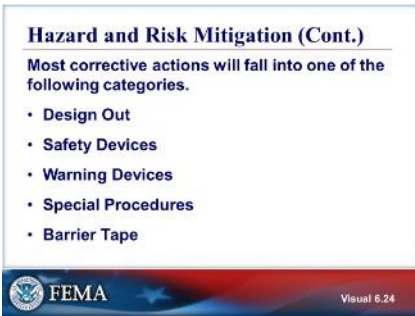 Hazard and Risk Mitigation (Cont.)
Most corrective actions will fall into one of the
following categories.
• Design Out
• Safety Devices
• Warning Devices
• Special Procedures
• Barrier Tape
FEMA
Visual 6.24